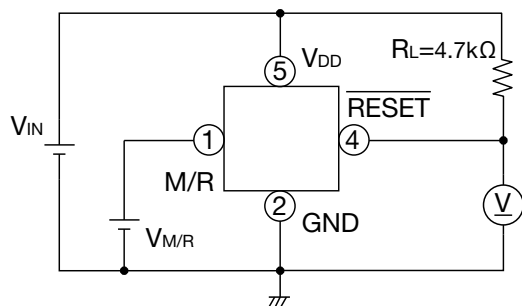 VDD
RL=4.7kΩ
5
RESET
VIN
1
4
M/R
2
GND
VM/R
V